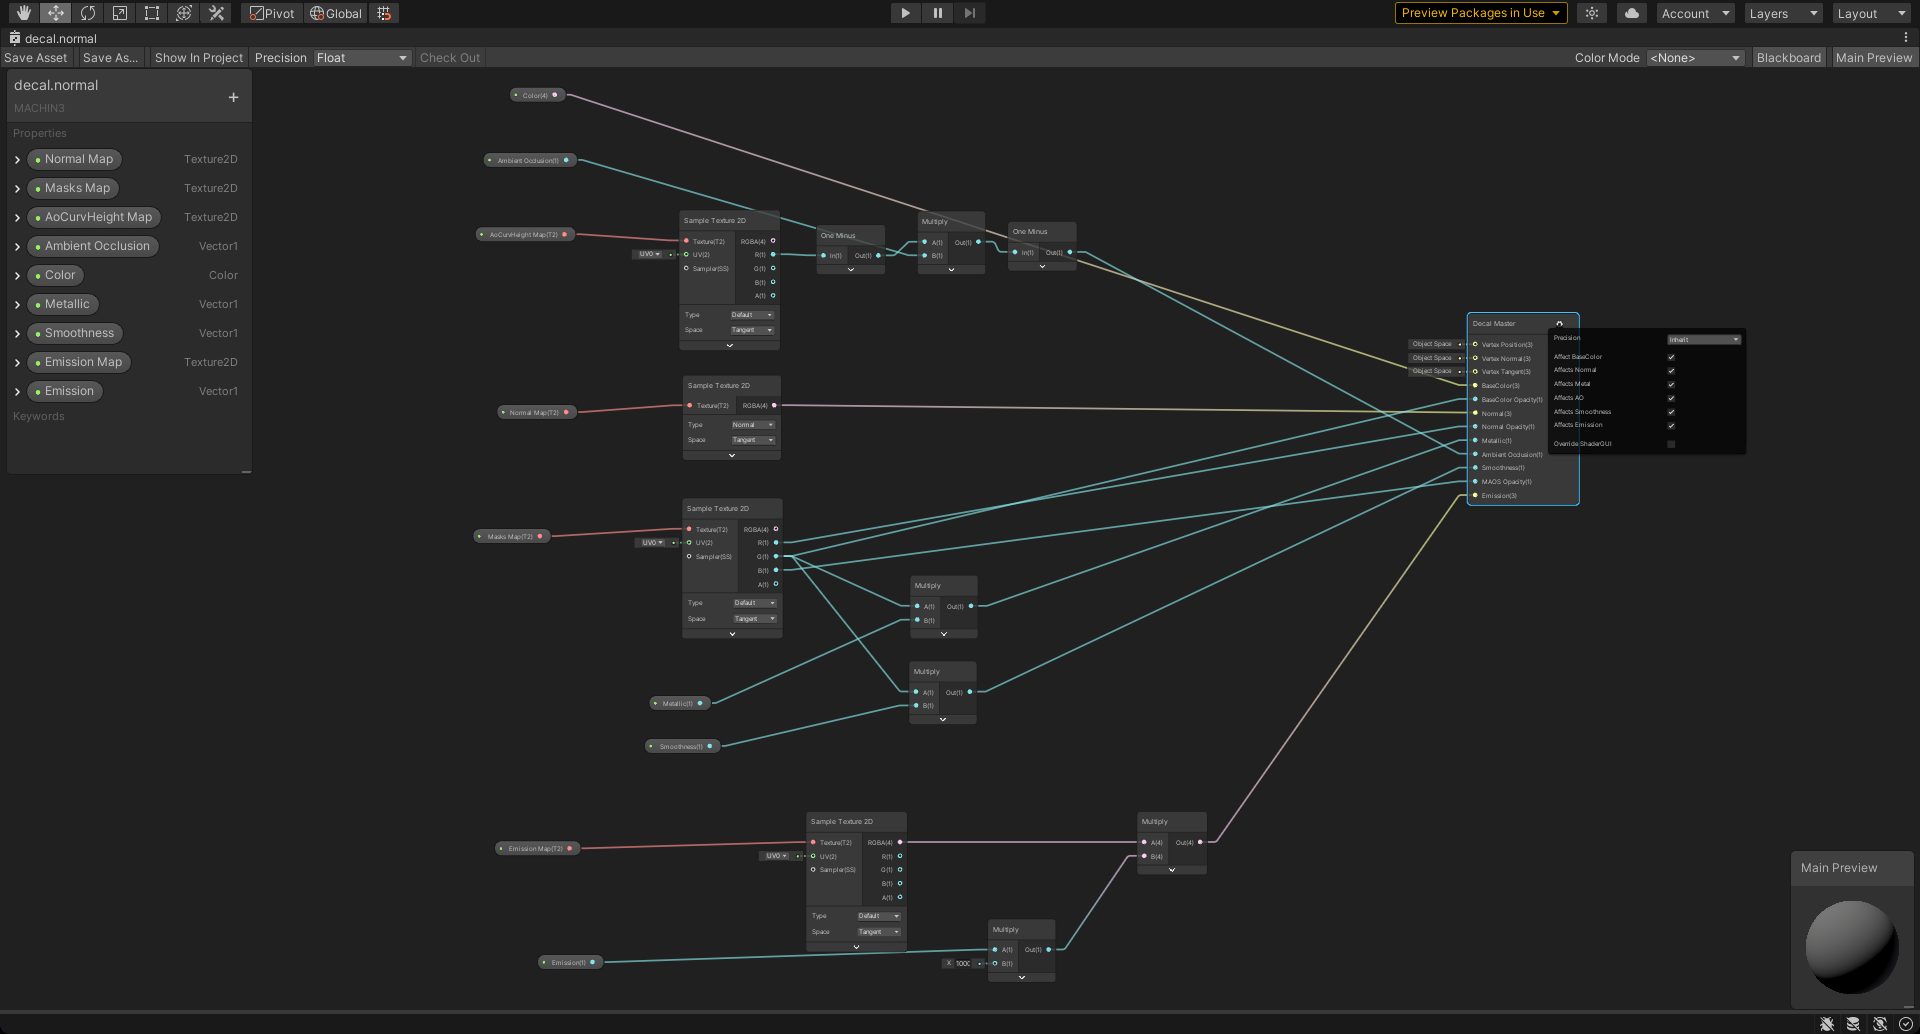 Pivot Global Preview Packages in Use Account Layers Layout
decal.normal
Save Asset Save As... Show In Project Precision Float Check Out Color Mode <None> Blackboard Main Preview
decal.normal
MACHIN3
Properties
Normal Map Texture2D
Masks Map Texture2D
AoCurvHeight Map Texture2D
Ambient Occlusion Vector1
Color Color
Metallic Vector1
Smoothness Vector1
Emission Map Texture2D
Emission Vector1
Keywords
Color(4)
Ambient Occlusion(1)
AoCurvHeight Map(T2)
UV0
Sample Texture 2D
Texture(T2) RGBA(4)
UV(2) R(1)
Sampler(SS) G(1)
B(1)
A(1)
Type Default
Space Tangent
One Minus
In(1) Out(1)
Multiply
A(1) Out(1)
B(1)
One Minus
In(1) Out(1)
Normal Map(T2)
Sample Texture 2D
Texture(T2) RGBA(4)
Type Normal
Space Tangent
Masks Map(T2)
UV0
Sample Texture 2D
Texture(T2) RGBA(4)
UV(2) R(1)
Sampler(SS) G(1)
B(1)
A(1)
Type Default
Space Tangent
Multiply
A(1) Out(1)
B(1)
Multiply
A(1) Out(1)
B(1)
Metallic(1)
Smoothness(1)
Object Space
Object Space
Object Space
Decal Master
Vertex Position(3)
Vertex Normal(3)
Vertex Tangent(3)
BaseColor(3)
BaseColor Opacity(1)
Normal(3)
Normal Opacity(1)
Metallic(1)
Ambient Occlusion(1)
Smoothness(1)
MAOS Opacity(1)
Emission(3)
Precision Inherit
Affect BaseColor
Affects Normal
Affects Metal
Affects AO
Affects Smoothness
Affects Emission
Override ShaderGUI
Emission Map(T2)
UV0
Sample Texture 2D
Texture(T2) RGBA(4)
UV(2) R(1)
Sampler(SS) G(1)
B(1)
A(1)
Type Default
Space Tangent
Multiply
A(4) Out(4)
B(4)
Emission(1)
X 1000
Multiply
A(1) Out(1)
B(1)
Main Preview